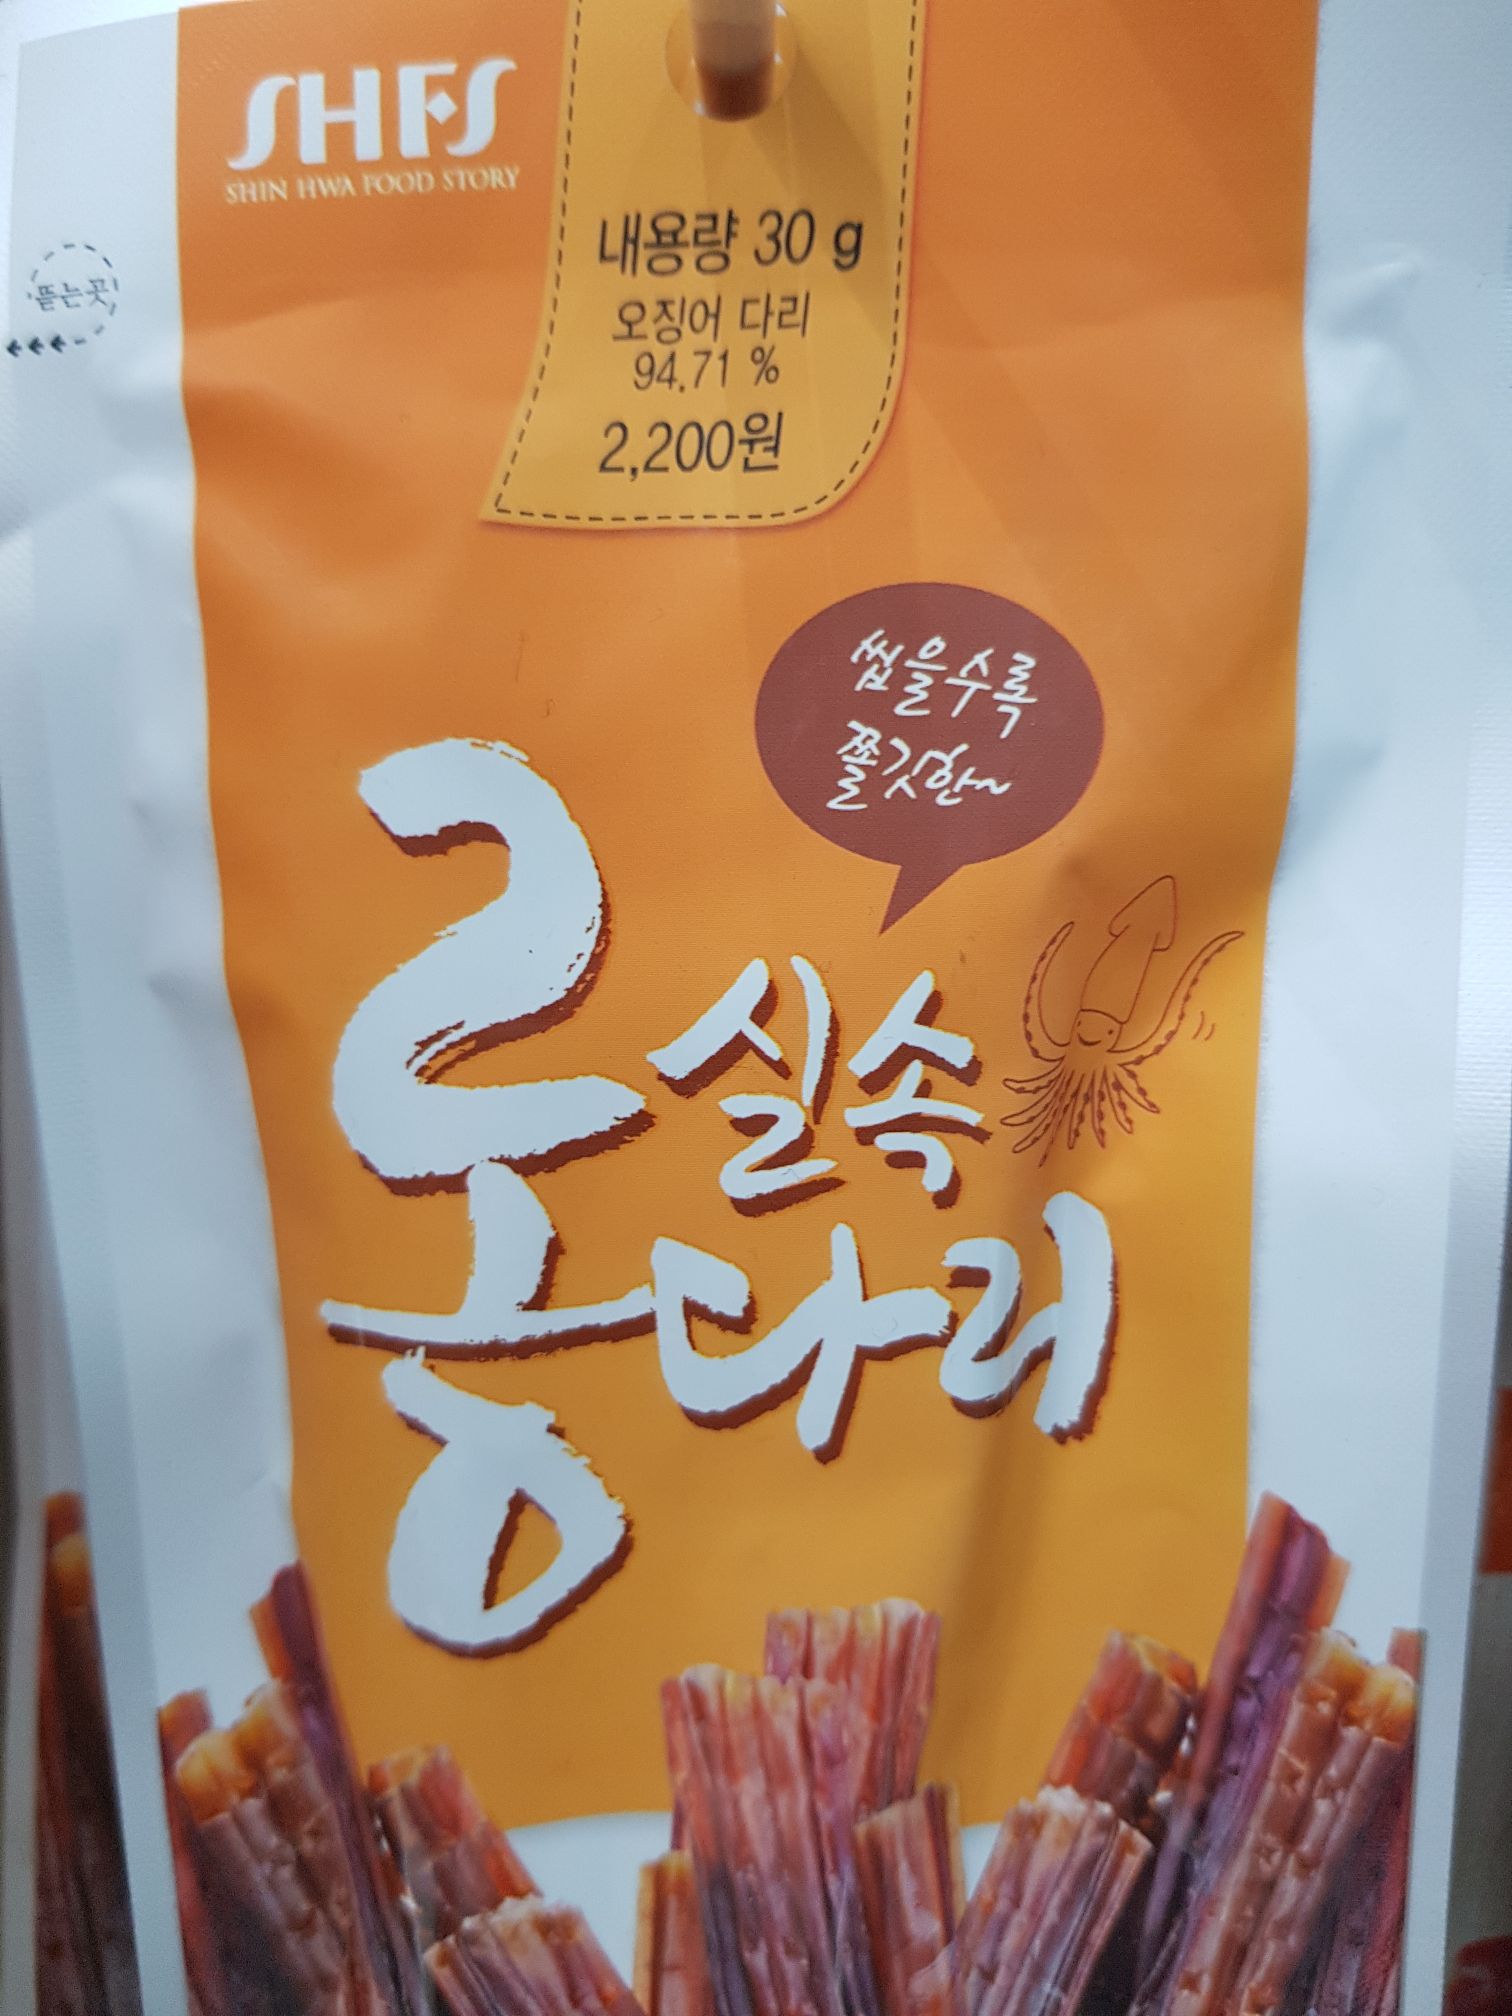 SHFS
SHIN HWA FOOD STORY
뜯는곳
내용량 30 g
오징어 다리
94.71 %
2,200원
씹을수록
쫄깃한~
실속
롱다리